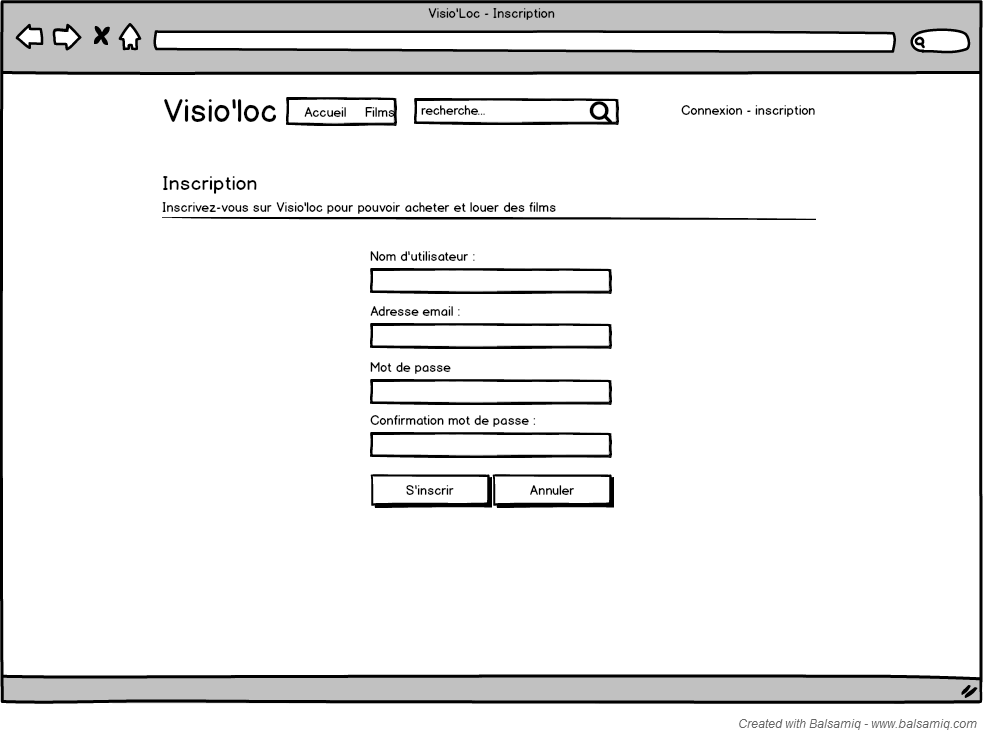 Visio'Loc - Inscription
Visio'loc Accueil Films recherche... Connexion - inscription
Inscription
Inscrivez-vous sur Visio'loc pour pouvoir acheter et louer des films
Nom d'utilisateur :
Adresse email :
Mot de passe
Confirmation mot de passe :
S'inscrir Annuler
Created with Balsamiq - www.balsamiq.com